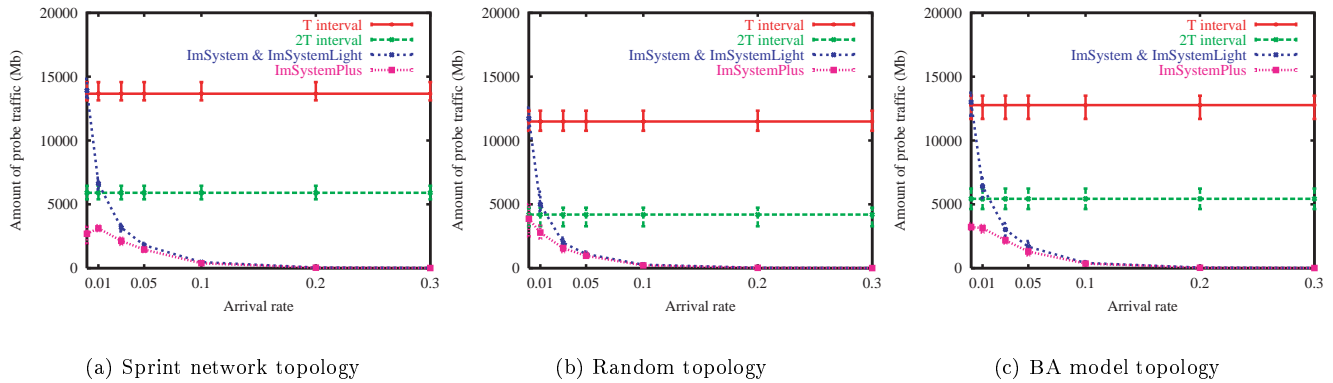 20000
15000
10000
5000
0
Amount of probe traffic (Mb)
T interval
2T interval
ImSystem & ImSystemLight
ImSystemPlus
0.01
0.05
0.1
0.2
0.3
Arrival rate
(a) Sprint network topology
20000
15000
10000
5000
0
Amount of probe traffic (Mb)
T interval
2T interval
ImSystem & ImSystemLight
ImSystemPlus
0.01
0.05
0.1
0.2
0.3
Arrival rate
(b) Random topology
20000
15000
10000
5000
0
Amount of probe traffic (Mb)
T interval
2T interval
ImSystem & ImSystemLight
ImSystemPlus
0.01
0.05
0.1
0.2
0.3
Arrival rate
(c) BA model topology